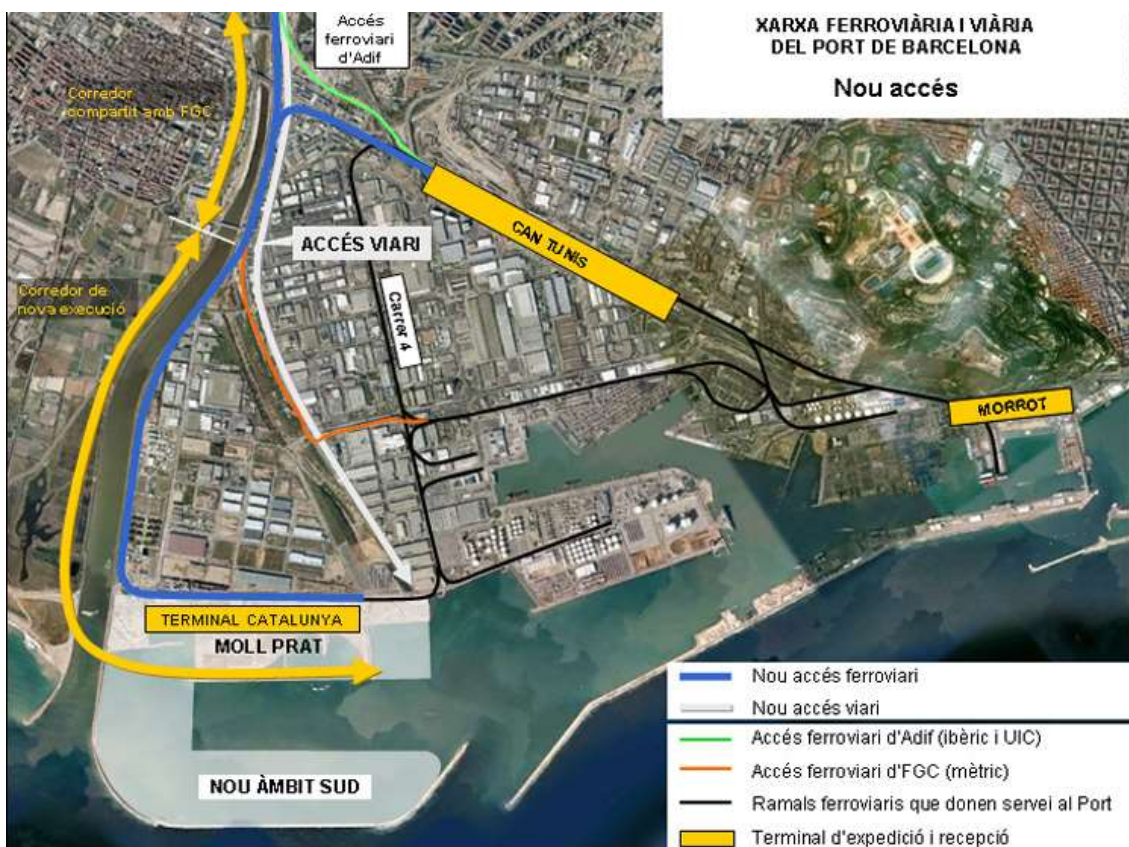 XARXA FERROVIÀRIA I VIÀRIA
DEL PORT DE BARCELONA
Nou accés
Accés
ferroviari
d'Adif
Corredor
compartit amb FGC
ACCÉS VIARI
CAN TUNIS
Corredor de
nova execució
Carrer 4
MORROT
TERMINAL CATALUNYA
MOLL PRAT
NOU ÀMBIT SUD
Nou accés ferroviari
Nou accés viari
Accés ferroviari d'Adif (ibèric i UIC)
Accés ferroviari d'FGC (mètric)
Ramals ferroviaris que donen servei al Port
Terminal d'expedició i recepció